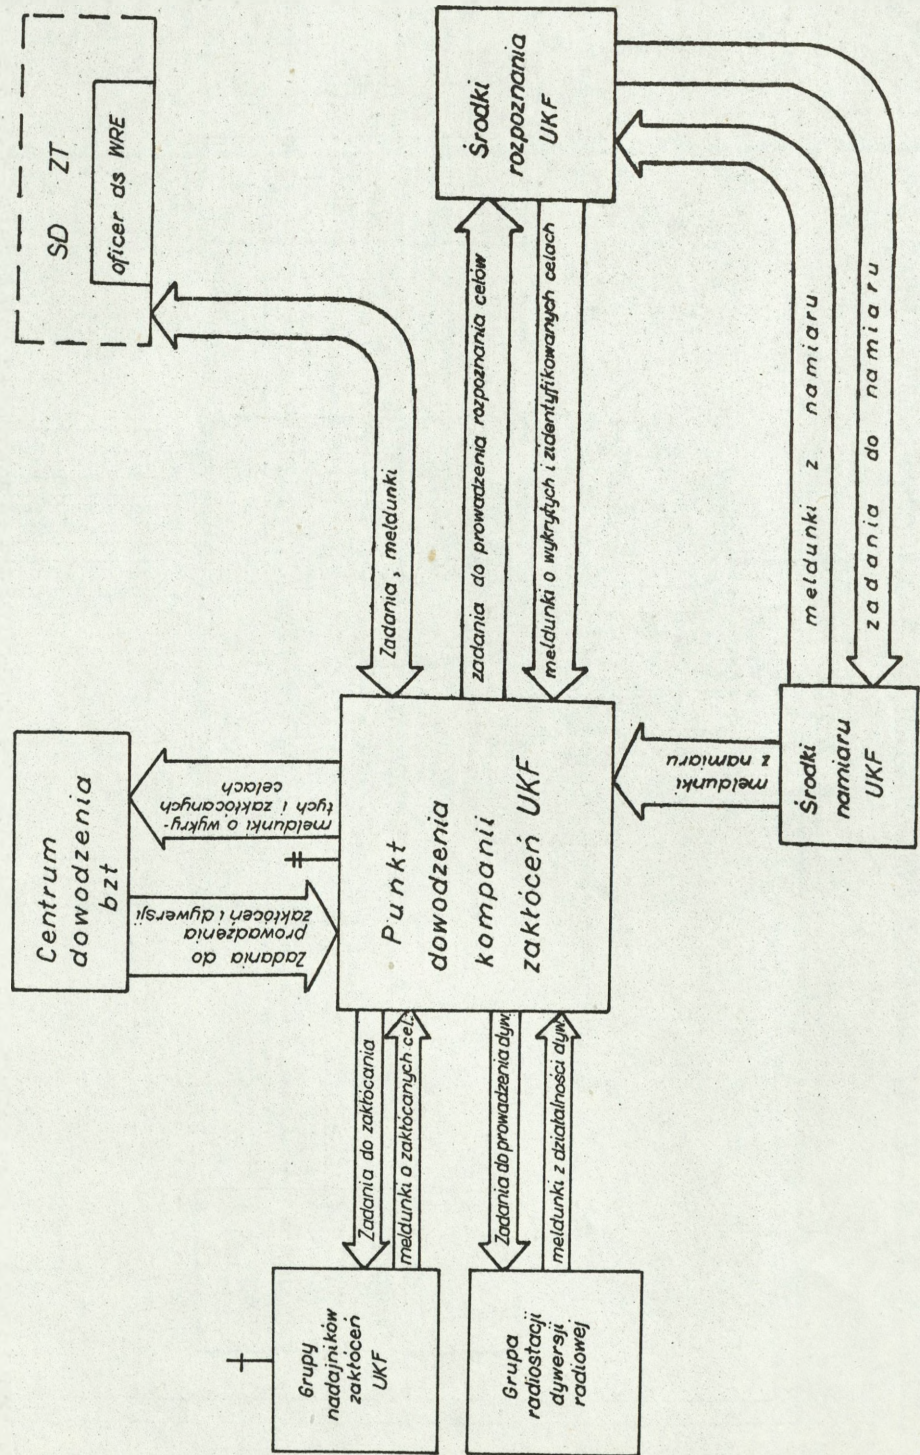 SD ZT
oficer ds WRE
Centrum
dowodzenia
bzt
Zadania do
prowadzenia
zakłóceń i dywersji
meldunki o wykry-
tych i zakłócanych
celach
Zadania, meldunki
Środki
rozpoznania
UKF
zadania do prowadzenia rozpoznania celów
meldunki o wykrytych i zidentyfikowanych celach
Punkt
dowodzenia
kompanii
zakłóceń UKF
Grupy
nadajników
zakłóceń
UKF
Zadania do zakłócania
meldunki o zakłócanych cel.
Grupa
radiostacji
dywersji
radiowej
Zadania do prowadzenia dyw.
meldunki z działalności dyw.
meldunki
z namiaru
Środki
namiaru
UKF
meldunki z namiaru
zadania do namiaru